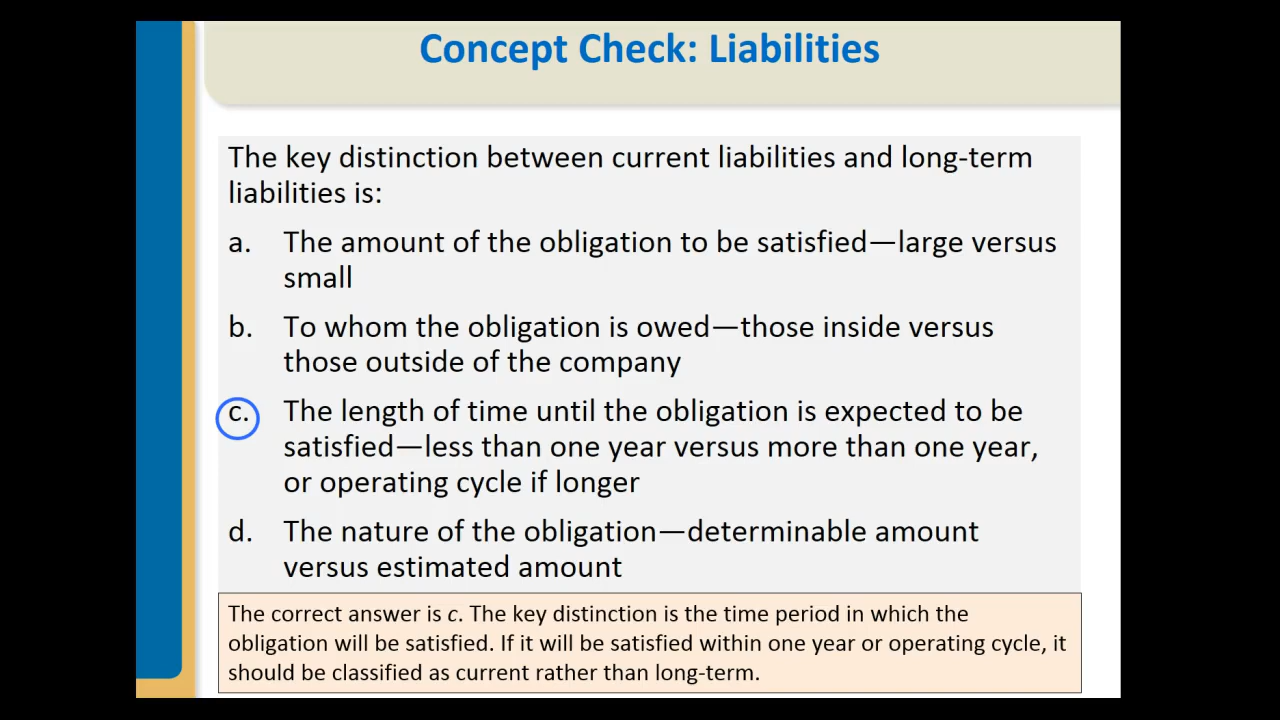 Concept Check: Liabilities
The key distinction between current liabilities and long-term
liabilities is:
a. The amount of the obligation to be satisfied—large versus
small
b. To whom the obligation is owed—those inside versus
those outside of the company
c. The length of time until the obligation is expected to be
satisfied—less than one year versus more than one year,
or operating cycle if longer
d. The nature of the obligation—determinable amount
versus estimated amount
The correct answer is c. The key distinction is the time period in which the
obligation will be satisfied. If it will be satisfied within one year or operating cycle, it
should be classified as current rather than long-term.